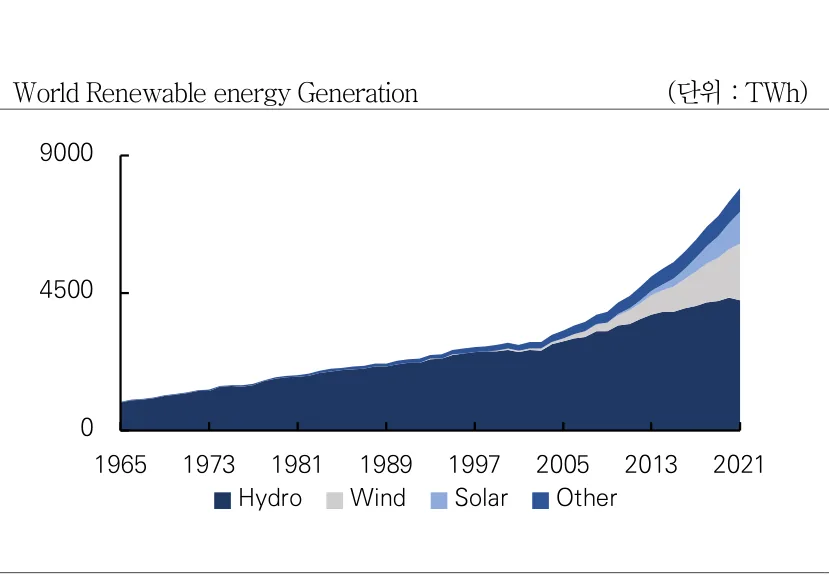 World Renewable energy Generation (단위 : TWh)
9000
4500
0
1965 1973 1981 1989 1997 2005 2013 2021
Hydro Wind Solar Other